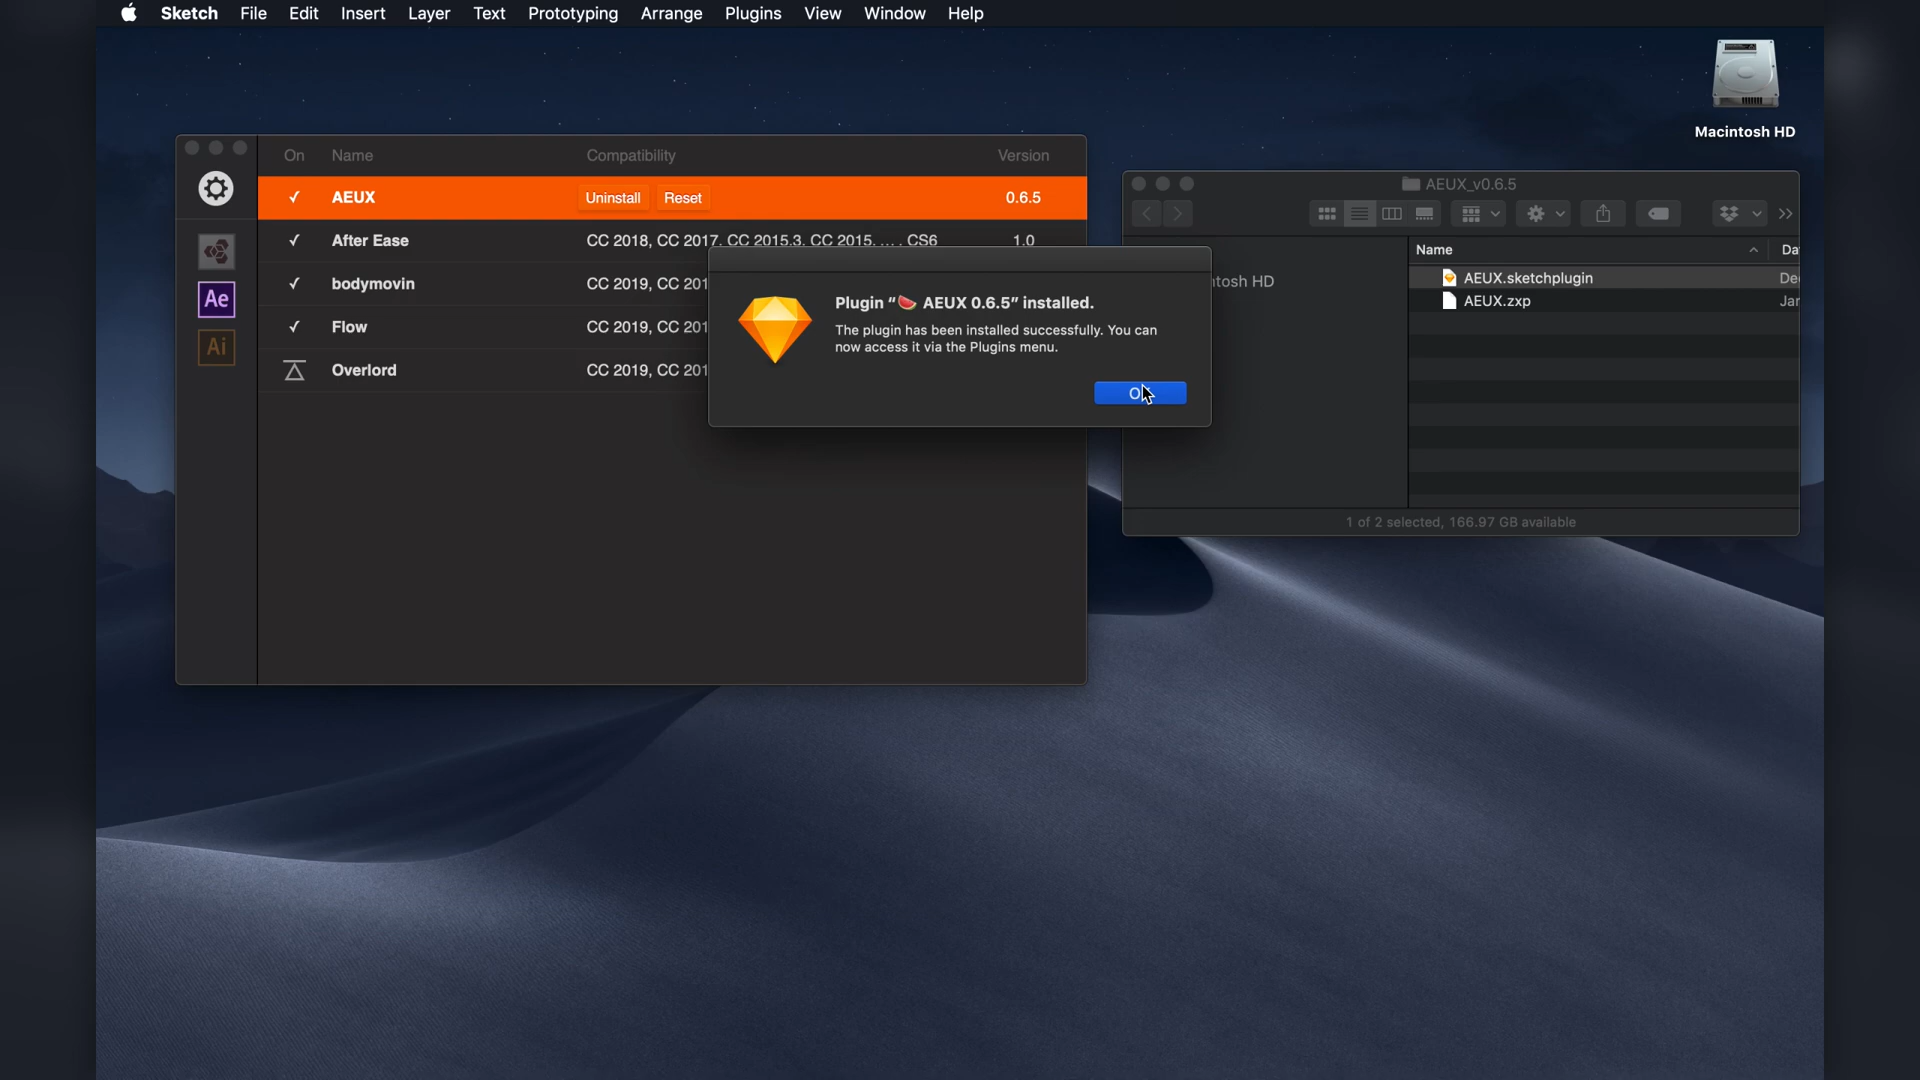 Sketch File Edit Insert Layer Text Prototyping Arrange Plugins View Window Help
Macintosh HD
On Name Compatibility Version
AEUX Uninstall Reset 0.6.5
After Ease CC 2018, CC 2017, CC 2015.3, CC 2015, ... , CS6 1.0
bodymovin CC 2019, CC 201
Flow CC 2019, CC 201
Overlord CC 2019, CC 201
Ae
Ai
Plugin “🍉 AEUX 0.6.5” installed.
The plugin has been installed successfully. You can
now access it via the Plugins menu.
AEUX_v0.6.5
Name
tosh HD
AEUX.sketchplugin
AEUX.zxp
1 of 2 selected, 166.97 GB available